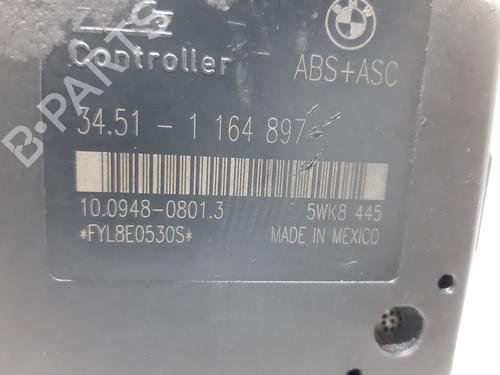 BMW
Controller
ABS+ASC
34.51 - 1 164 897
10.0948-0801.3
5WK8 445
*FYL8E0530S*
MADE IN MEXICO
B-PARTS